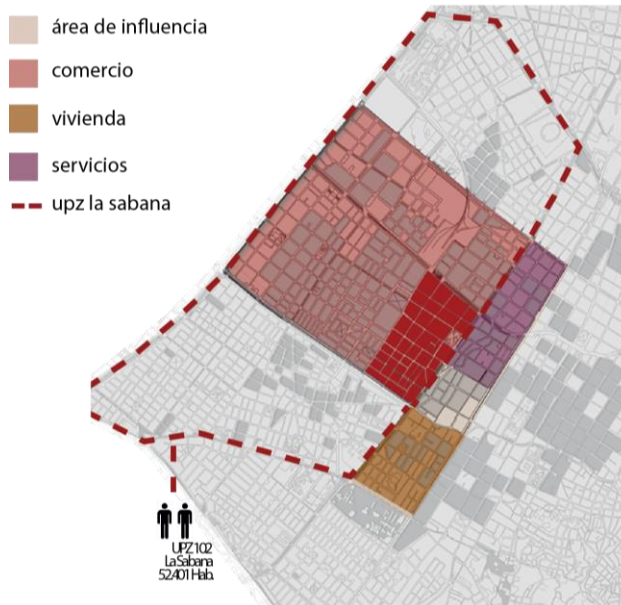 área de influencia
comercio
vivienda
servicios
upz la sabana
UPZ 102
La Sabana
52.401 Hab.